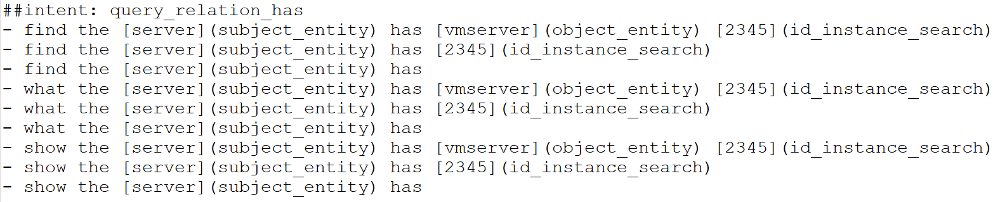 ##intent: query_relation_has
- find the [server](subject_entity) has [vmserver](object_entity) [2345](id_instance_search)
- find the [server](subject_entity) has [2345](id_instance_search)
- find the [server](subject_entity) has
- what the [server](subject_entity) has [vmserver](object_entity) [2345](id_instance_search)
- what the [server](subject_entity) has [2345](id_instance_search)
- what the [server](subject_entity) has
- show the [server](subject_entity) has [vmserver](object_entity) [2345](id_instance_search)
- show the [server](subject_entity) has [2345](id_instance_search)
- show the [server](subject_entity) has